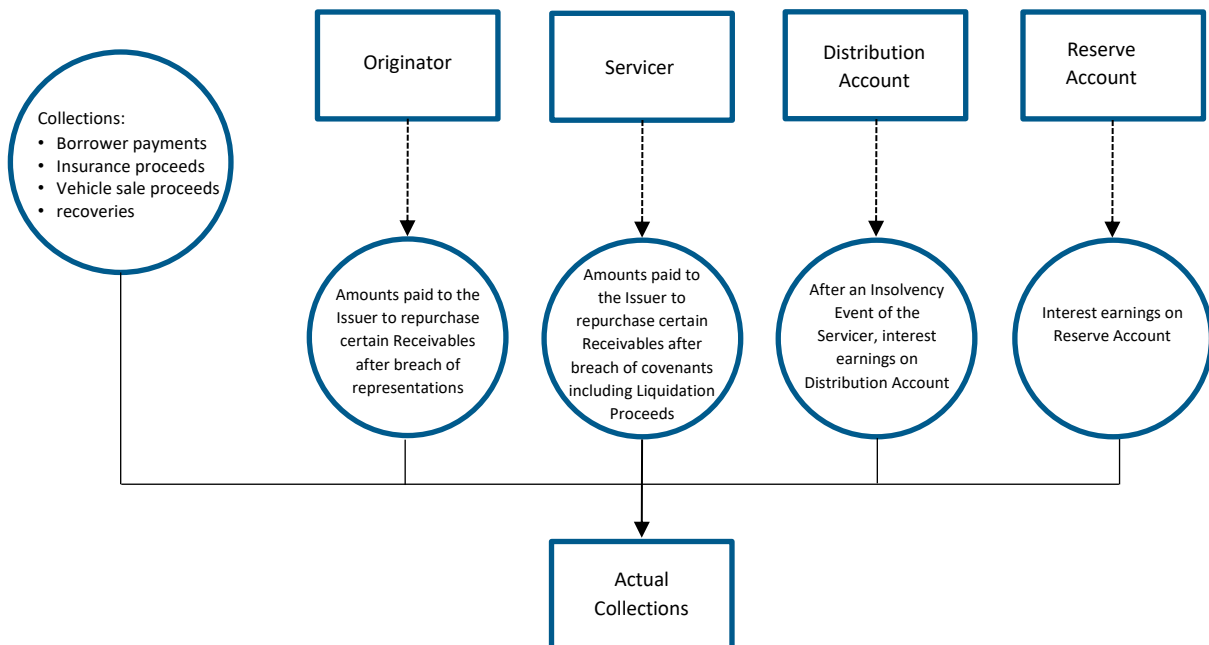 Originator
Servicer
Distribution
Account
Reserve
Account
Collections:
• Borrower payments
• Insurance proceeds
• Vehicle sale proceeds
• recoveries
Amounts paid to the
Issuer to repurchase
certain Receivables
after breach of
representations
Amounts paid to
the Issuer to
repurchase certain
Receivables after
breach of covenants
including Liquidation
Proceeds
After an Insolvency
Event of the
Servicer, interest
earnings on
Distribution Account
Interest earnings on
Reserve Account
Actual
Collections